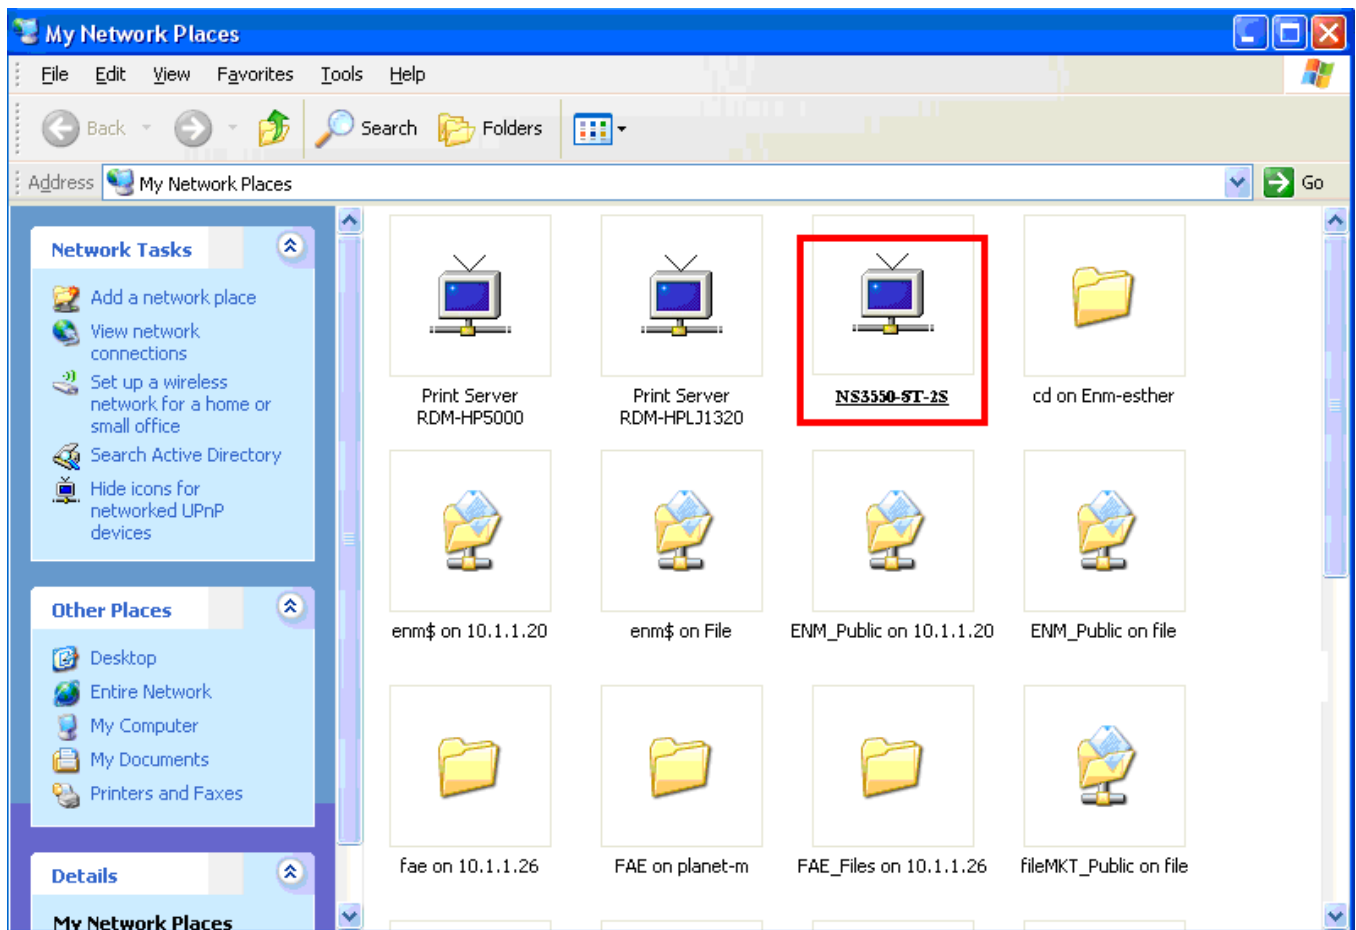 My Network Places
File Edit View Favorites Tools Help
Back Search Folders
Address My Network Places Go
Network Tasks
Add a network place
View network
connections
Set up a wireless
network for a home or
small office
Search Active Directory
Hide icons for
networked UPnP
devices
Other Places
Desktop
Entire Network
My Computer
My Documents
Printers and Faxes
Details
My Network Places
Print Server
RDM-HP5000
Print Server
RDM-HPLJ1320
NS3550-8T-2S
cd on Enm-esther
enm$ on 10.1.1.20
enm$ on File
ENM_Public on 10.1.1.20
ENM_Public on file
fae on 10.1.1.26
FAE on planet-m
FAE_Files on 10.1.1.26
fileMKT_Public on file